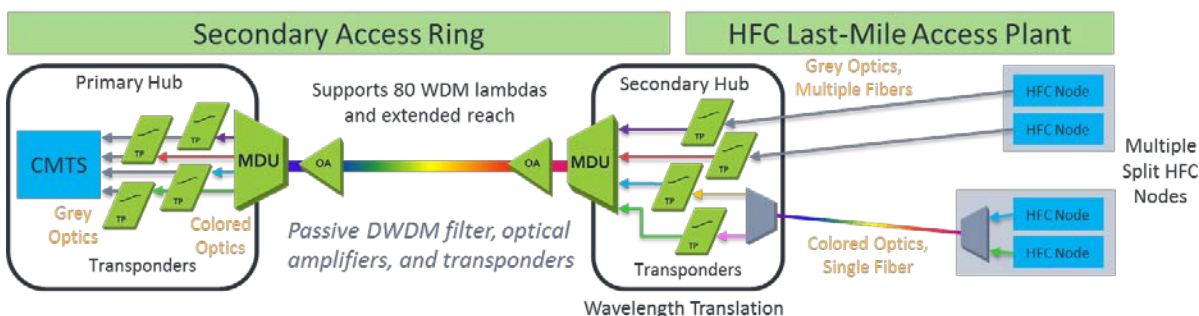 Secondary Access Ring
HFC Last-Mile Access Plant
Primary Hub
CMTS
TP
TP
TP
TP
MDU
Grey
Optics
Colored
Optics
Transponders
Supports 80 WDM lambdas
and extended reach
OA
OA
Passive DWDM filter, optical
amplifiers, and transponders
Secondary Hub
MDU
TP
TP
TP
TP
Transponders
Wavelength Translation
Grey Optics,
Multiple Fibers
HFC Node
HFC Node
Multiple
Split HFC
Nodes
HFC Node
HFC Node
Colored Optics,
Single Fiber